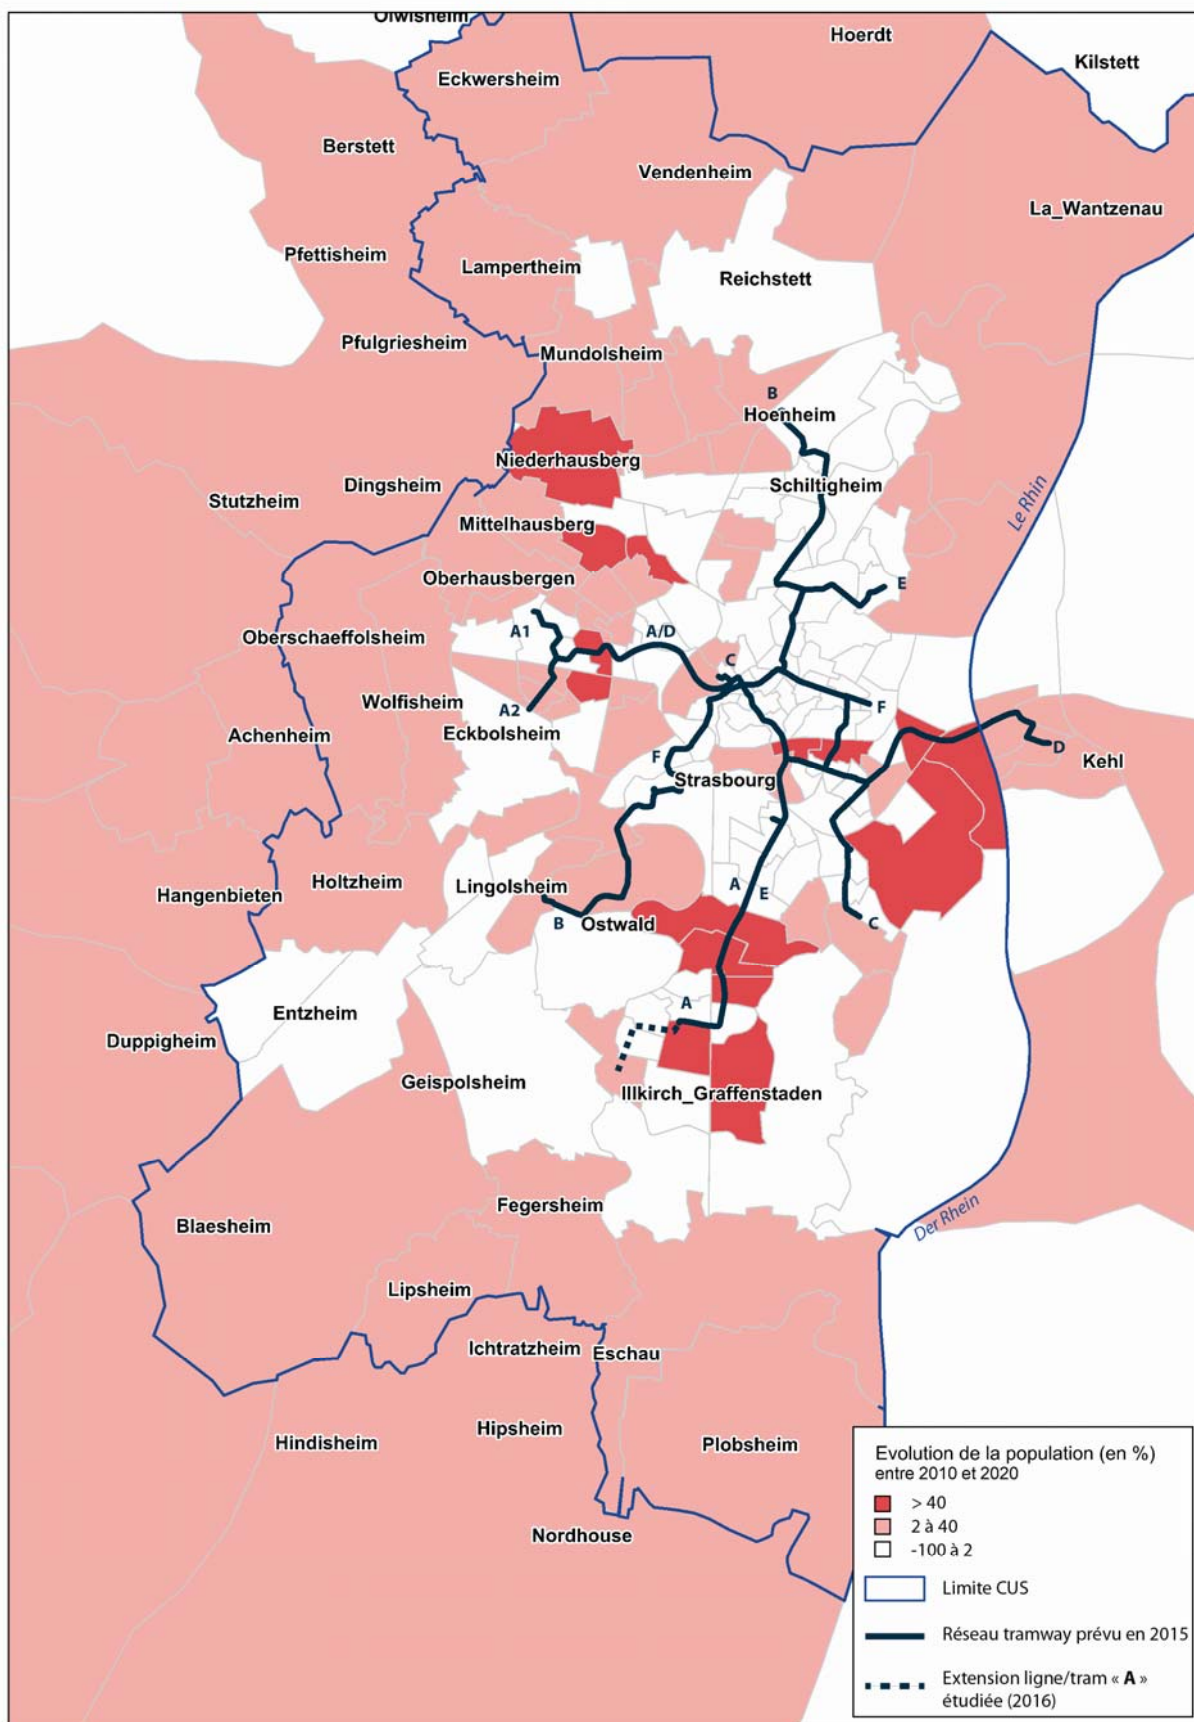 Olwisheim
Hoerdt
Kilstett
Eckwersheim
Berstett
Vendenheim
La_Wantzenau
Pfettisheim
Lampertheim
Reichstett
Pfulgriesheim
Mundolsheim
B
Hoenheim
Niederhausberg
Schiltigheim
Dingsheim
Stutzheim
Le Rhin
Mittelhausberg
Oberhausbergen
E
A1
A/D
Oberschaeffolsheim
C
Wolfisheim
A2
F
Eckbolsheim
Achenheim
D
Kehl
F
Strasbourg
Holtzheim
Lingolsheim
A
E
Hangenbieten
B
Ostwald
C
A
Entzheim
Duppigheim
Geispolsheim
Illkirch_Graffenstaden
Fegersheim
Der Rhein
Blaesheim
Lipsheim
Ichtratzheim
Eschau
Hipsheim
Hindisheim
Plobsheim
Nordhouse
Evolution de la population (en %)
entre 2010 et 2020
> 40
2 à 40
-100 à 2
Limite CUS
Réseau tramway prévu en 2015
Extension ligne/tram « A »
étudiée (2016)